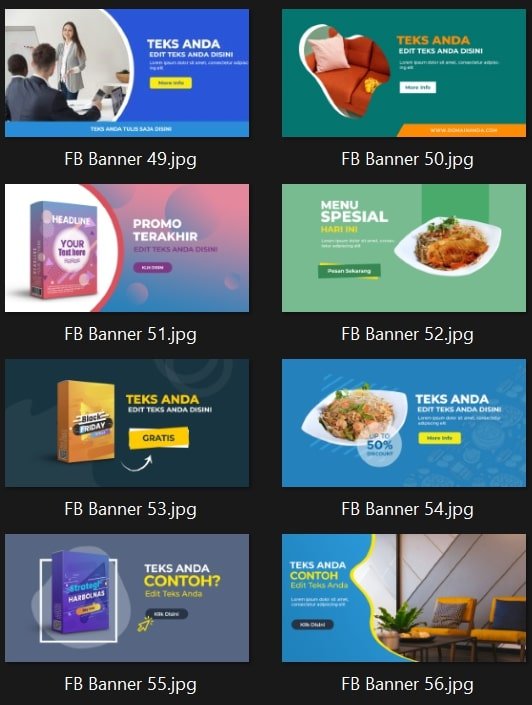 TEKS ANDA
EDIT TEKS ANDA DISINI
Lorem ipsum dolor sit amet, consectetur adipiscing
More Info
TEKS ANDA TULIS SAJA DISINI
FB Banner 49.jpg
TEKS ANDA
EDIT TEKS ANDA DISINI
Lorem ipsum dolor sit amet, consectetur adipiscing
More Info
WWW.DOMAINANDA.COM
FB Banner 50.jpg
HEADLINE
YOUR
Text here
PROMO
TERAKHIR
EDIT TEKS ANDA DISINI
KLIK DISINI
FB Banner 51.jpg
MENU
SPESIAL
HARI INI
Lorem ipsum dolor sit amet, consectetur
Pesan Sekarang
FB Banner 52.jpg
Black
FRIDAY
TEKS ANDA
EDIT TEKS ANDA DISINI
GRATIS
FB Banner 53.jpg
UP TO
50%
DISCOUNT
TEKS ANDA
EDIT TEKS ANDA DISINI
Lorem ipsum dolor sit amet, consectetur
adipiscing
More Info
FB Banner 54.jpg
Strategi
HARBOLNAS
TEKS ANDA
CONTOH?
Edit Teks Anda
Klik Disini
FB Banner 55.jpg
TEKS ANDA
CONTOH
Edit Teks Anda
Lorem ipsum dolor sit amet, consectetur
Klik Disini
FB Banner 56.jpg